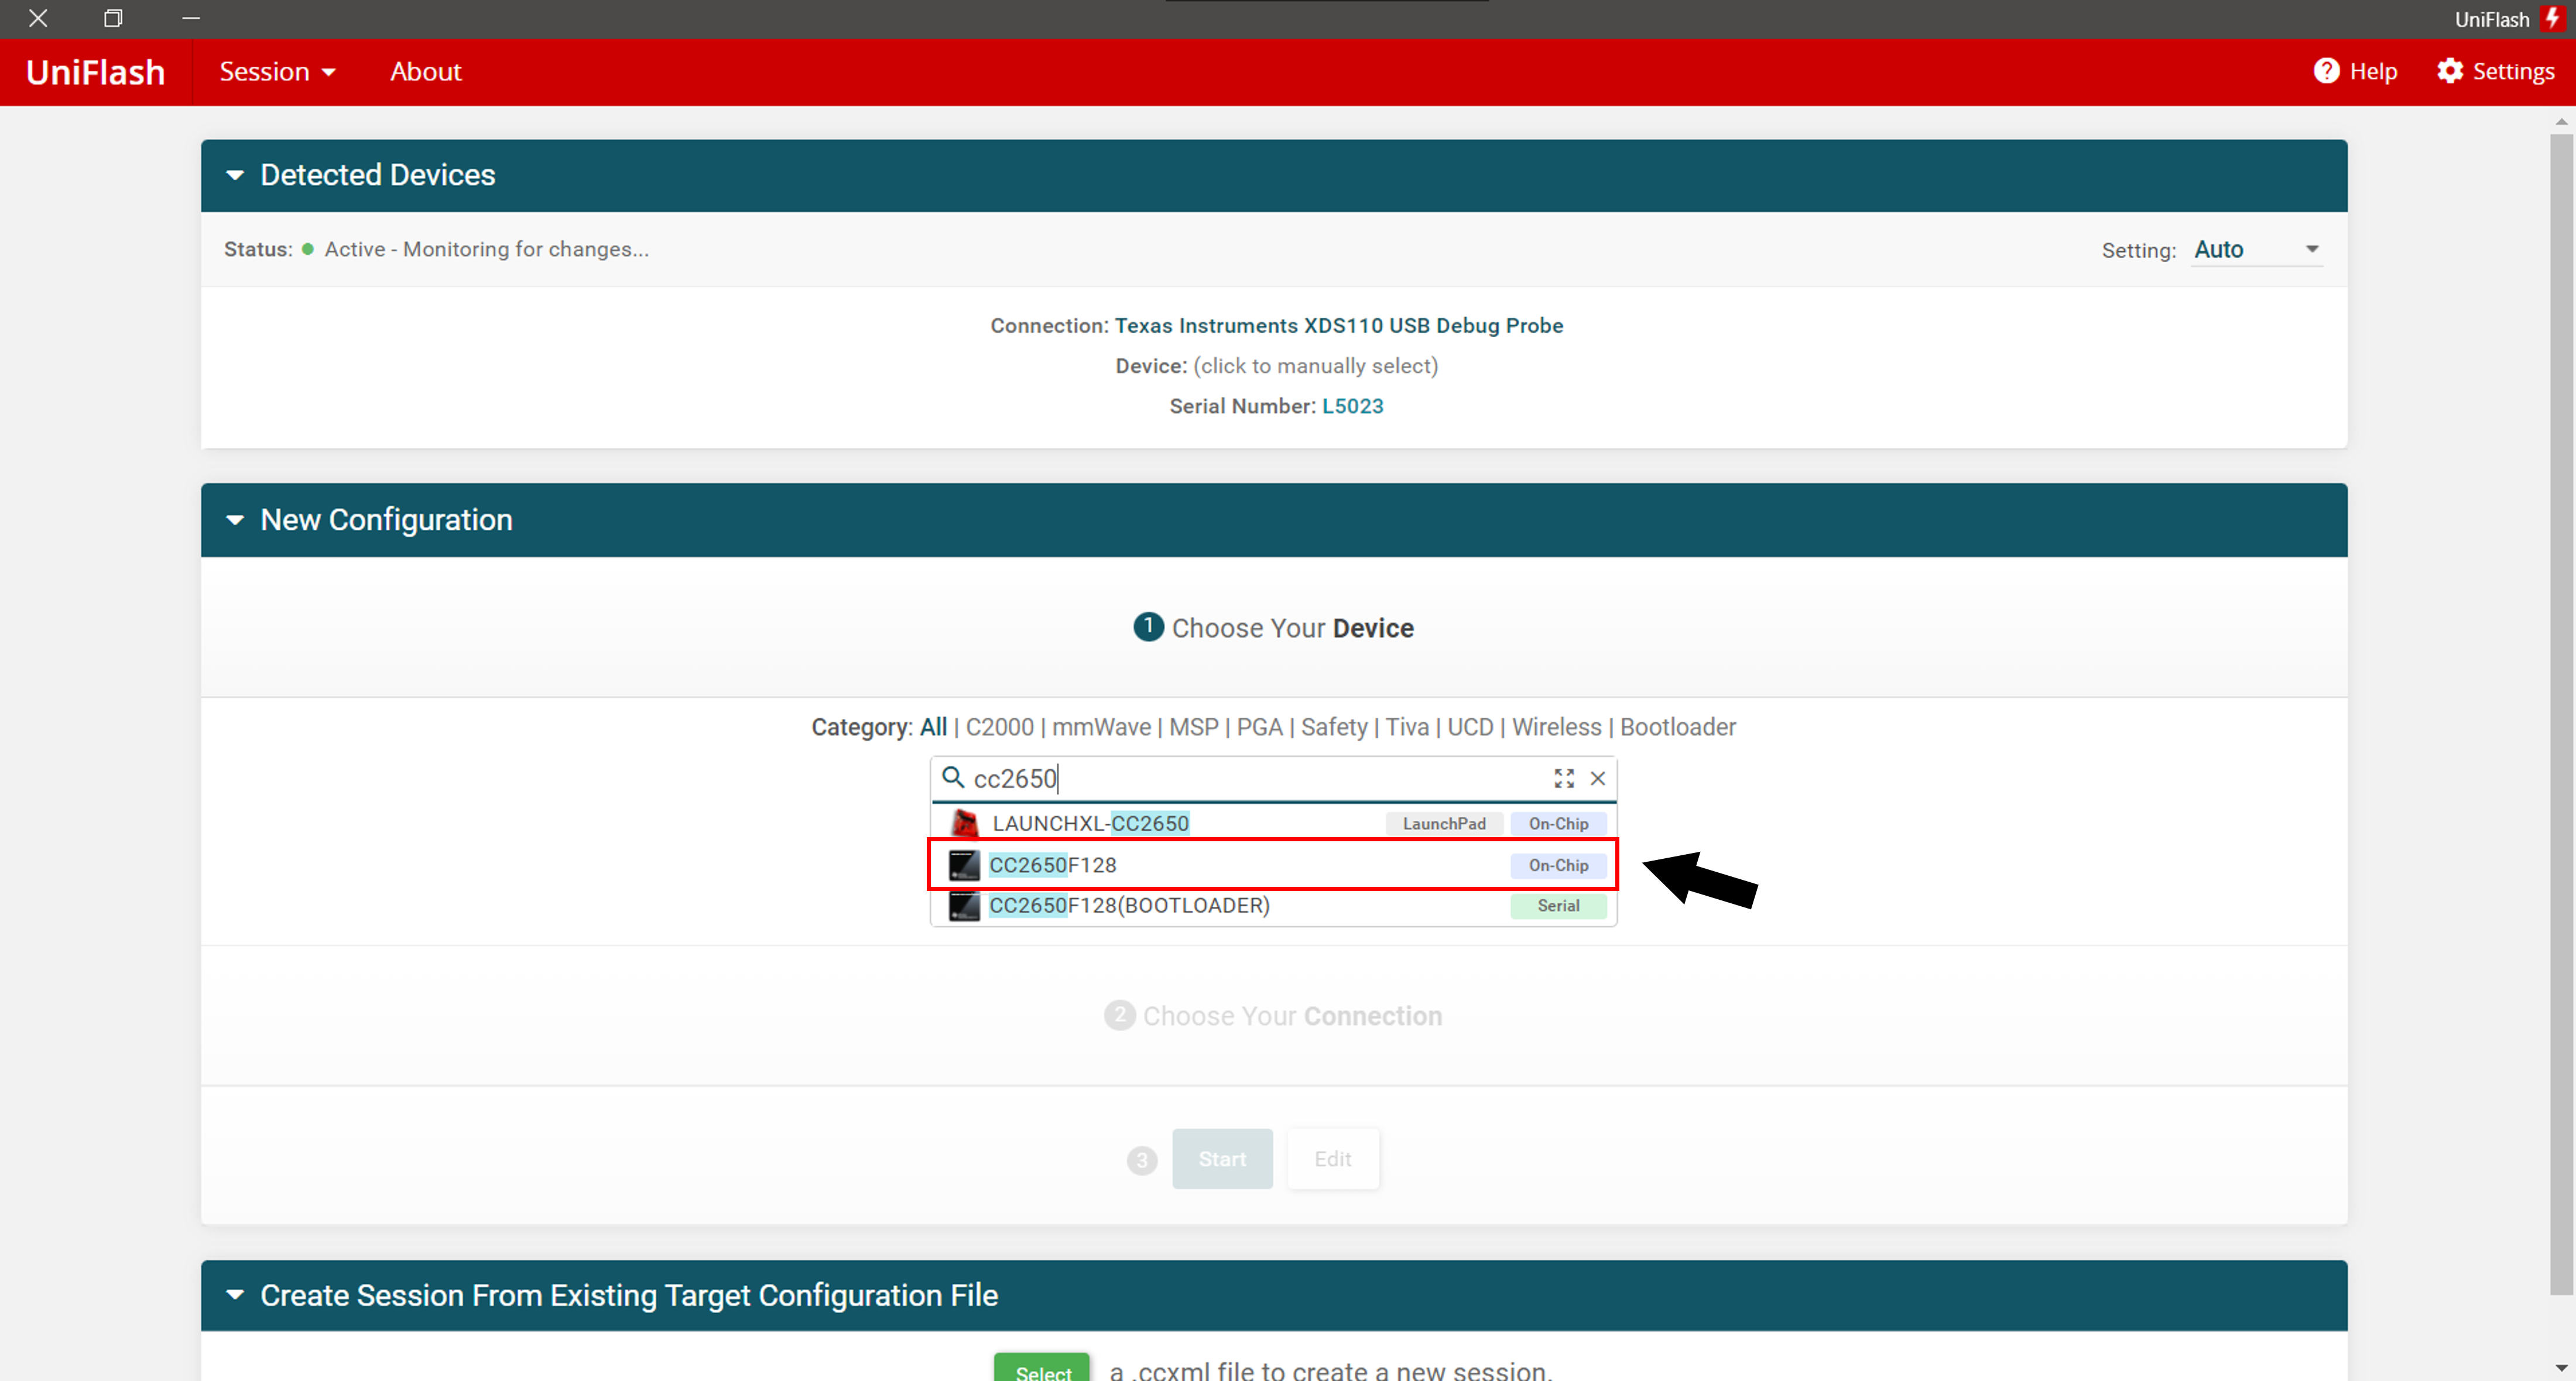 UniFlash
UniFlash Session About Help Settings
Detected Devices
Status: Active - Monitoring for changes... Setting: Auto
Connection: Texas Instruments XDS110 USB Debug Probe
Device: (click to manually select)
Serial Number: L5023
New Configuration
1 Choose Your Device
Category: All | C2000 | mmWave | MSP | PGA | Safety | Tiva | UCD | Wireless | Bootloader
cc2650
LAUNCHXL-CC2650 LaunchPad On-Chip
CC2650F128 On-Chip
CC2650F128(BOOTLOADER) Serial
2 Choose Your Connection
3 Start Edit
Create Session From Existing Target Configuration File
Select a .ccxml file to create a new session.